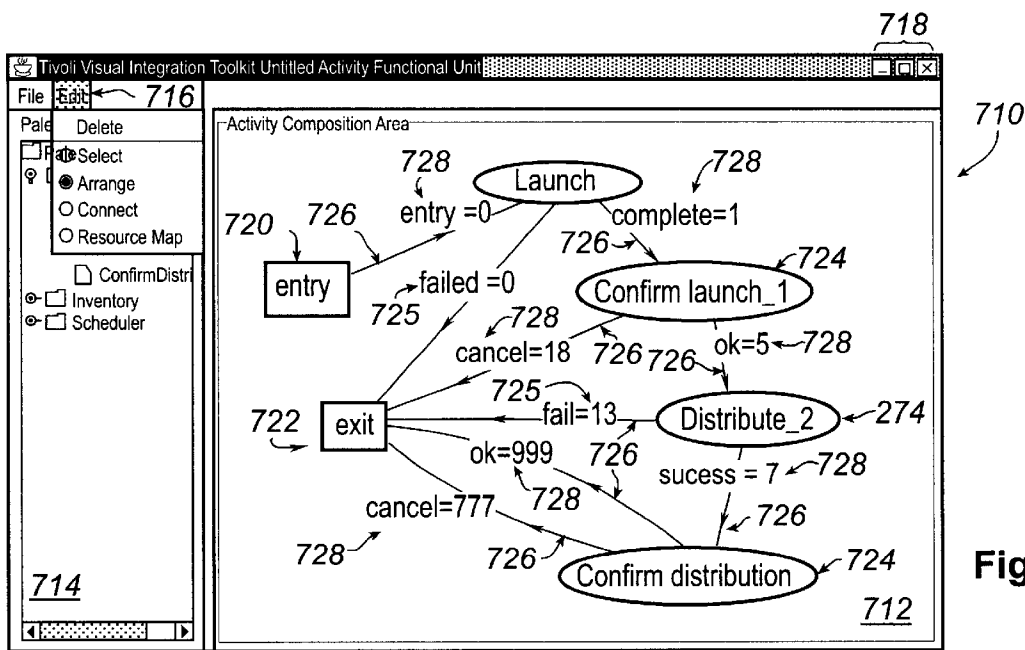 718
Tivoli Visual Integration Toolkit Untitled Activity Functional Unit
File Edit 716
710
Pale
Delete
Select
Arrange
Connect
Resource Map
ConfirmDistri
Inventory
Scheduler
714
Activity Composition Area
728 Launch 728
entry =0 complete=1
720 726 726 724
entry failed =0 Confirm launch_1
725 728
cancel=18 726 ok=5 728
726
725
722 exit fail=13 Distribute_2 274
ok=999 726 sucess = 7 728
728
cancel=777 726
728 726
Confirm distribution 724
712
Fig